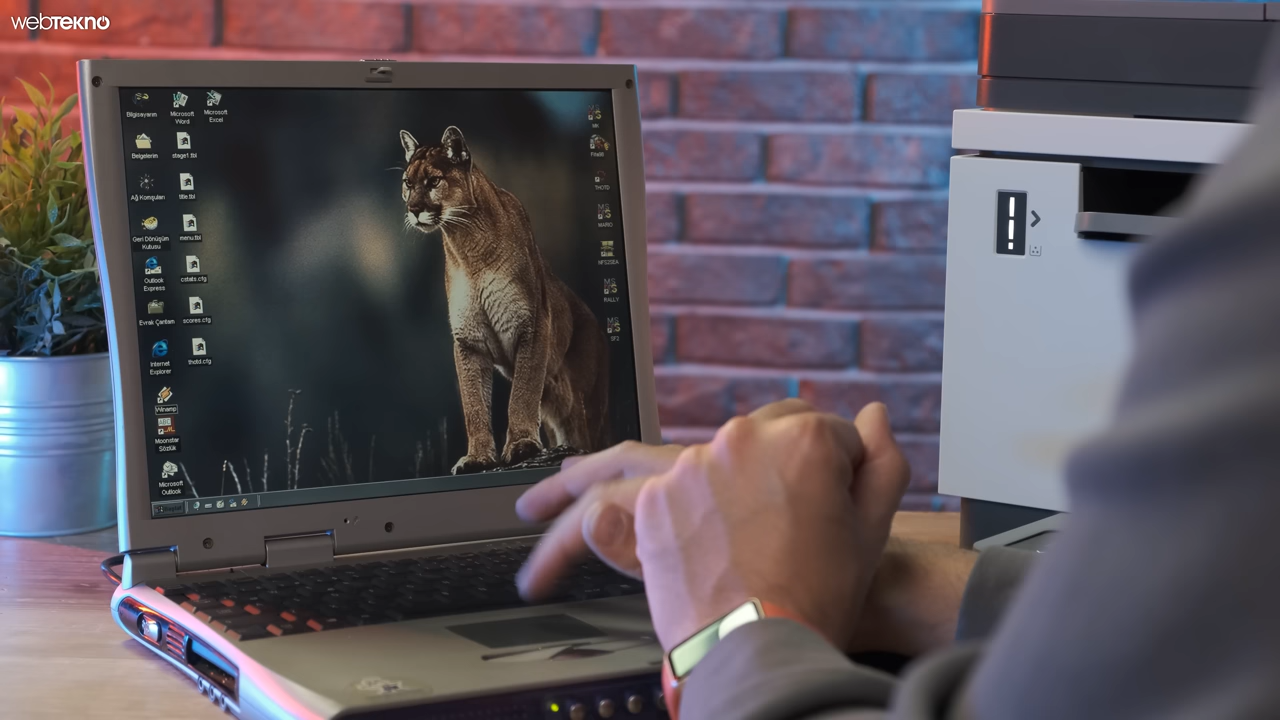 webtekno
Bilgisayarım
Microsoft
Word
Microsoft
Excel
Belgelerim
stage1.tbl
Ağ Komşuları
title.tbl
Geri Dönüşüm
Kutusu
menu.tbl
Outlook
Express
cstats.cfg
Evrak Çantam
scores.cfg
Internet
Explorer
thotd.cfg
Winamp
Moonstar
Sözlük
Microsoft
Outlook
MK
THOTD
MARIO
RALLY
SF2